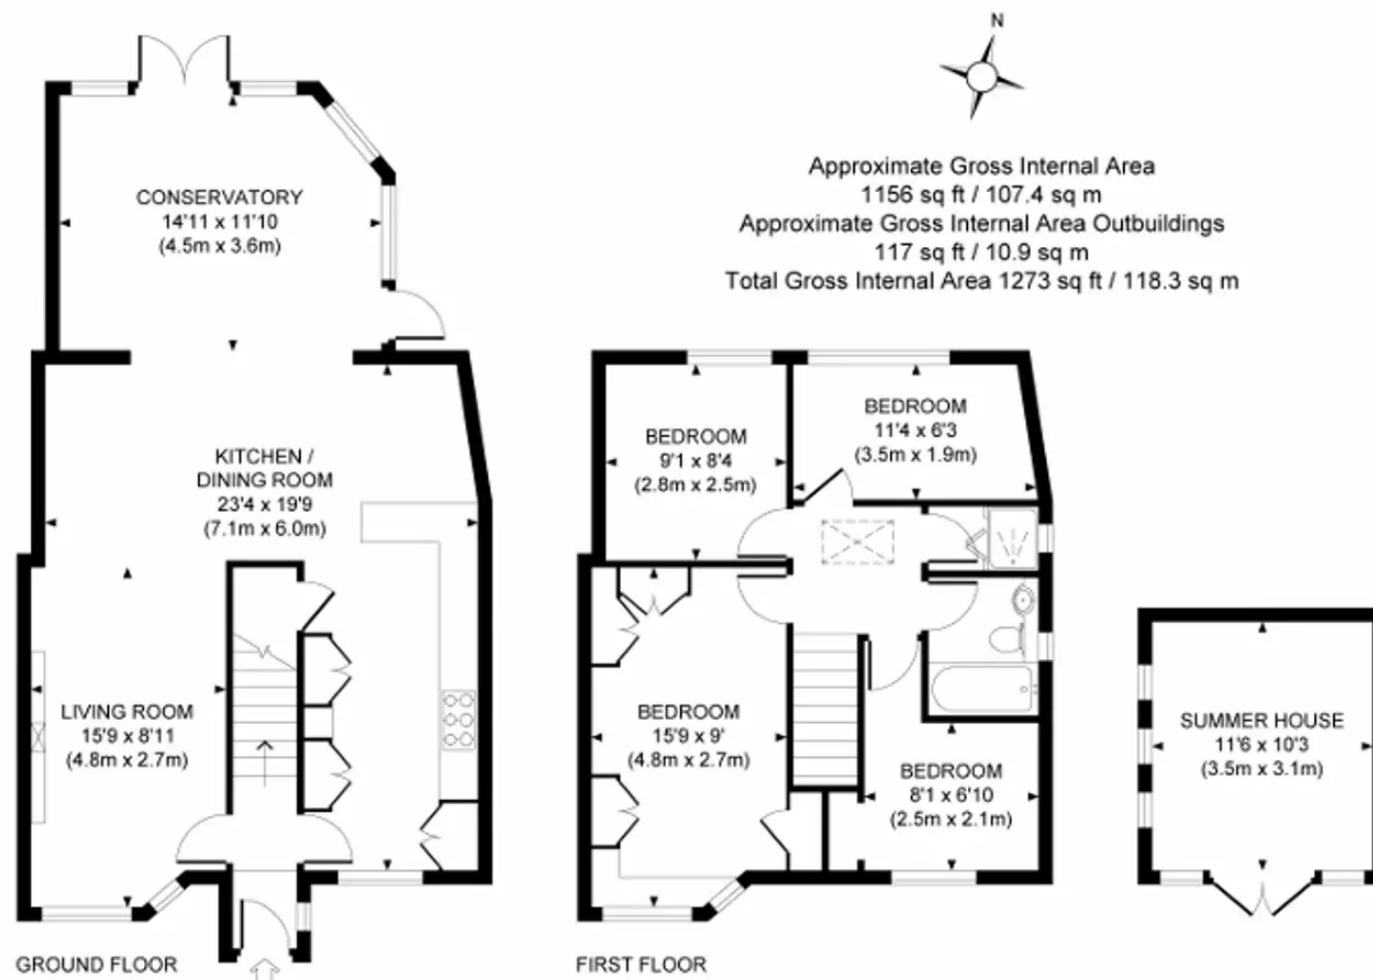 N
Approximate Gross Internal Area
1156 sq ft / 107.4 sq m
Approximate Gross Internal Area Outbuildings
117 sq ft / 10.9 sq m
Total Gross Internal Area 1273 sq ft / 118.3 sq m
CONSERVATORY
14'11 x 11'10
(4.5m x 3.6m)
KITCHEN /
DINING ROOM
23'4 x 19'9
(7.1m x 6.0m)
LIVING ROOM
15'9 x 8'11
(4.8m x 2.7m)
GROUND FLOOR
BEDROOM
9'1 x 8'4
(2.8m x 2.5m)
BEDROOM
11'4 x 6'3
(3.5m x 1.9m)
BEDROOM
15'9 x 9'
(4.8m x 2.7m)
BEDROOM
8'1 x 6'10
(2.5m x 2.1m)
FIRST FLOOR
SUMMER HOUSE
11'6 x 10'3
(3.5m x 3.1m)